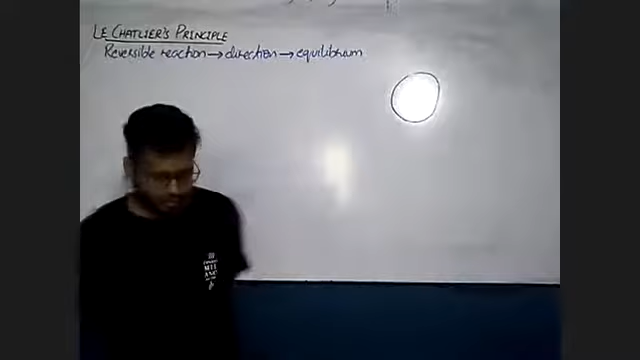 LE CHATLIER'S PRINCIPLE
Reversible reaction → direction → equilibrium